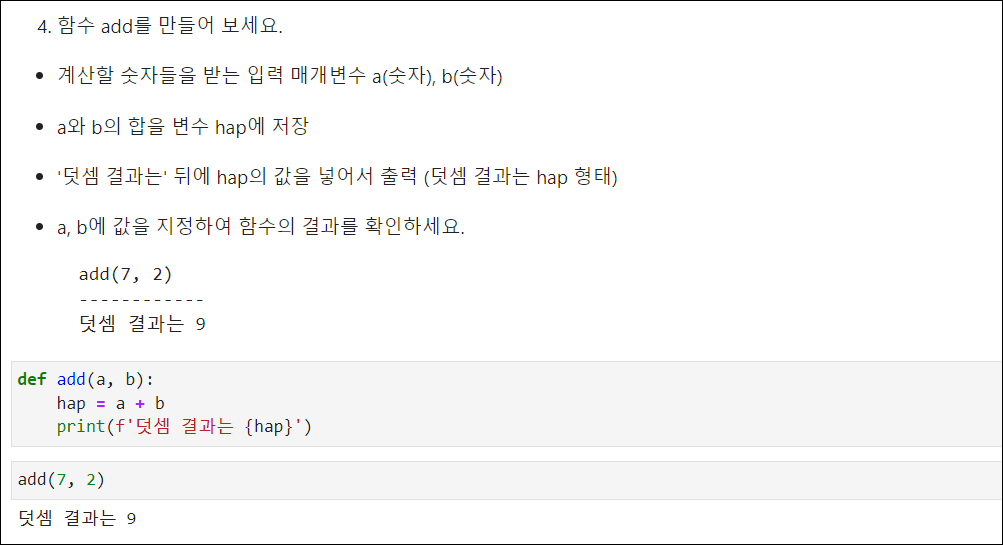 4. 함수 add를 만들어 보세요.
• 계산할 숫자들을 받는 입력 매개변수 a(숫자), b(숫자)
• a와 b의 합을 변수 hap에 저장
• '덧셈 결과는' 뒤에 hap의 값을 넣어서 출력 (덧셈 결과는 hap 형태)
• a, b에 값을 지정하여 함수의 결과를 확인하세요.
add(7, 2)
------------
덧셈 결과는 9
def add(a, b):
    hap = a + b
    print(f'덧셈 결과는 {hap}')
add(7, 2)
덧셈 결과는 9